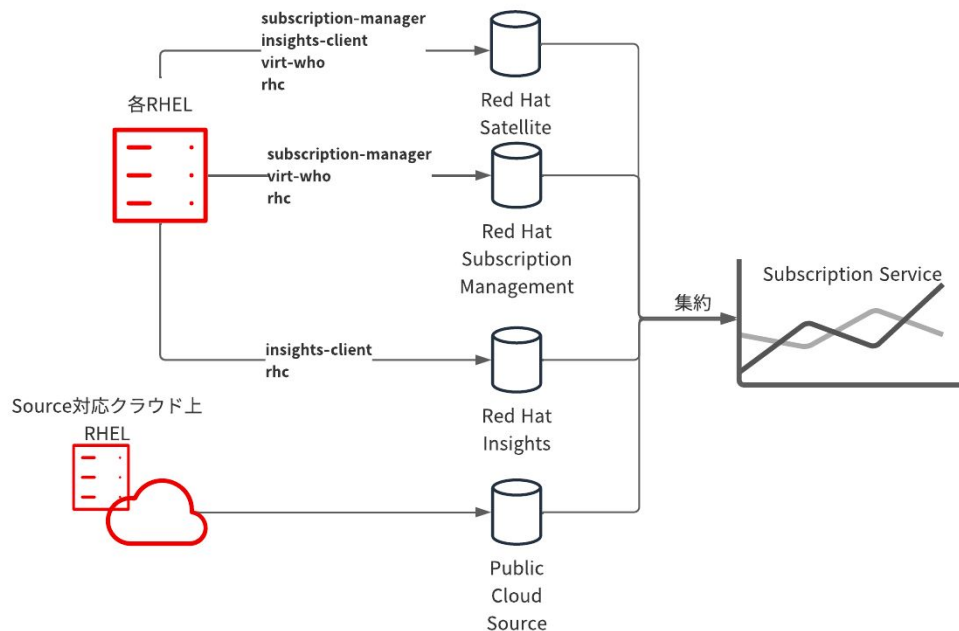 subscription-manager
insights-client
virt-who
rhc
各RHEL
Red Hat
Satellite
subscription-manager
virt-who
rhc
Red Hat
Subscription
Management
Subscription Service
集約
insights-client
rhc
Red Hat
Insights
Source対応クラウド上
RHEL
Public
Cloud
Source